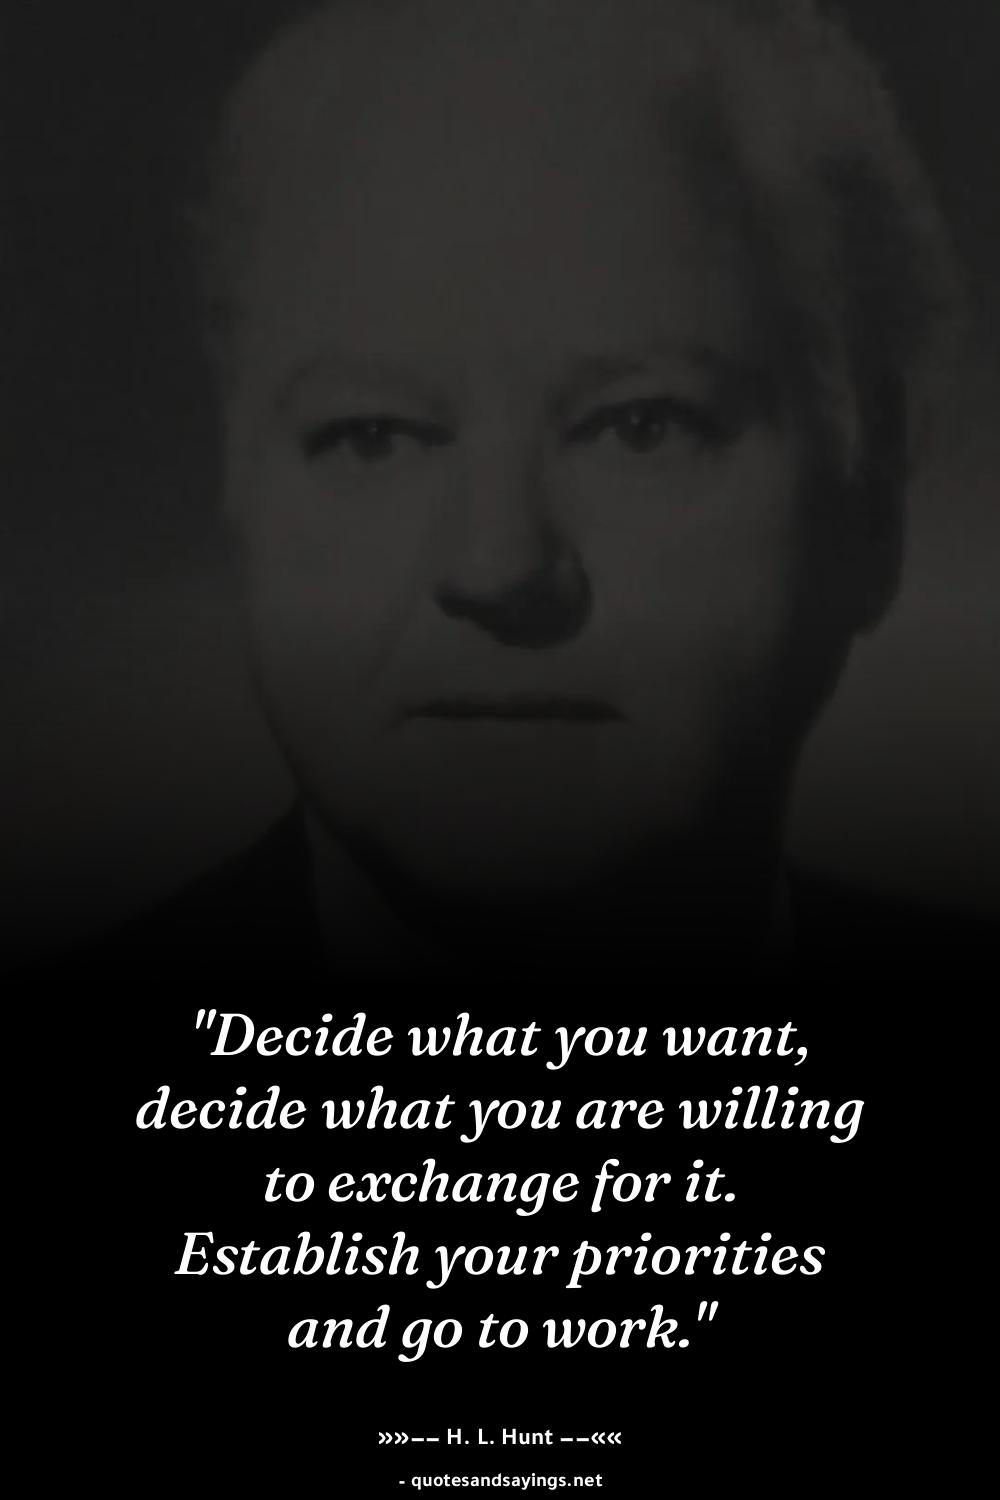 "Decide what you want,
decide what you are willing
to exchange for it.
Establish your priorities
and go to work."
»»—— H. L. Hunt ——««
- quotesandsayings.net